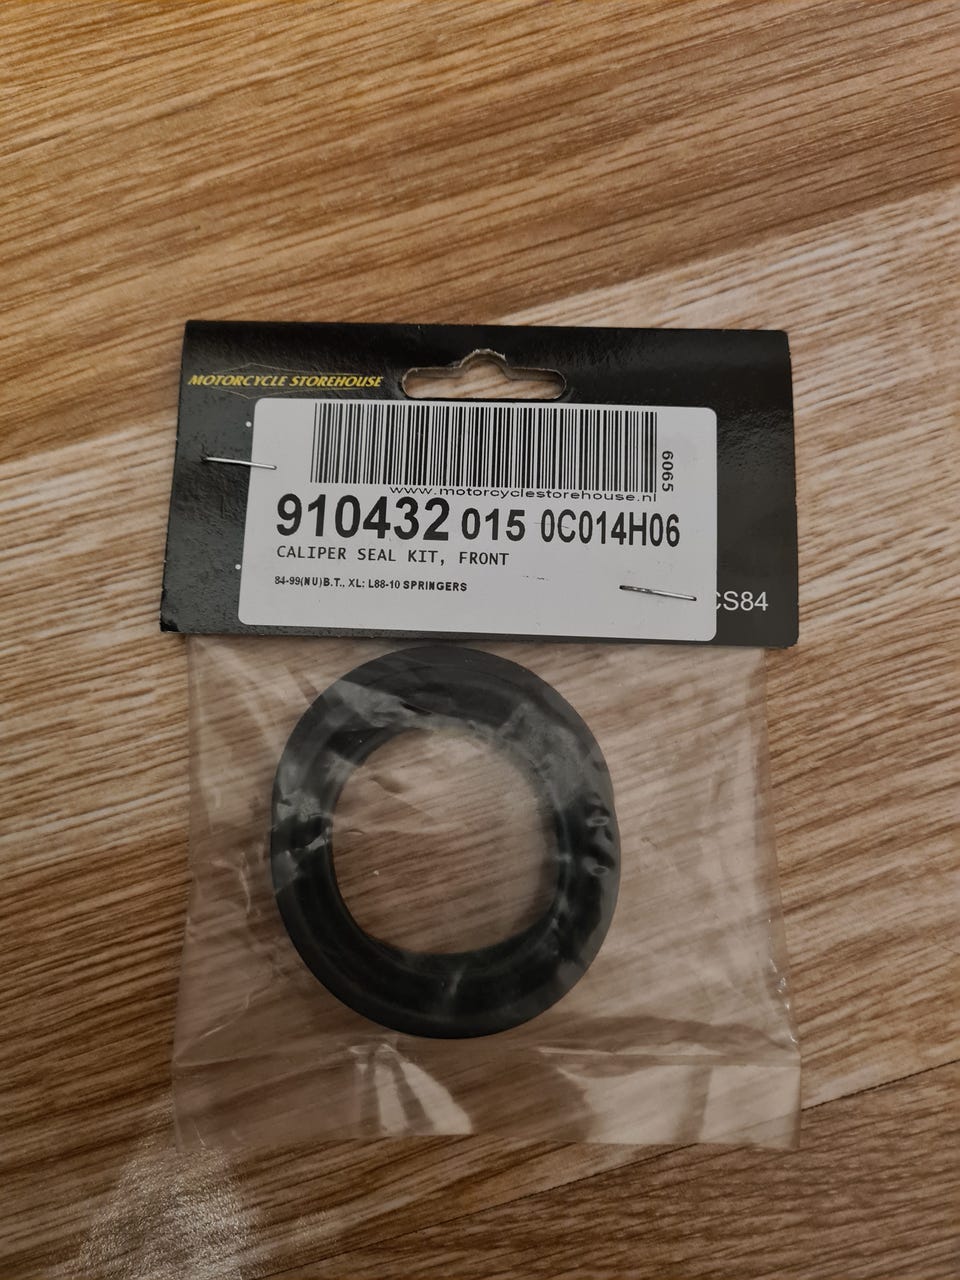 MOTORCYCLE STOREHOUSE
6065
www.motorcyclestorehouse.nl
910432 015 0C014H06
CALIPER SEAL KIT, FRONT
84-99(NU)B.T., XL: L88-10 SPRINGERS
CS84